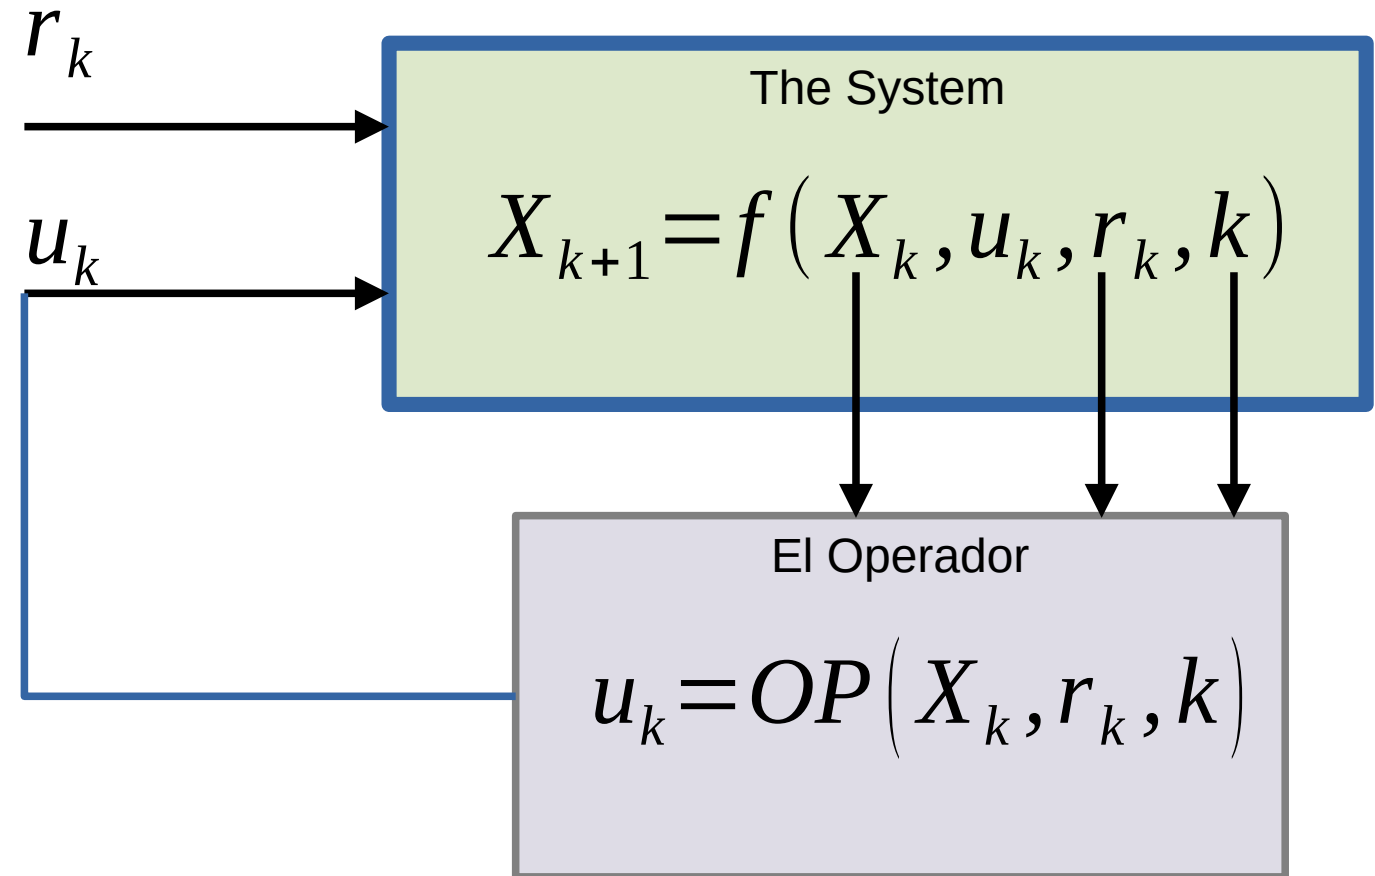 r_k
The System
u_k
X_{k+1}=f(X_k,u_k,r_k,k)
El Operador
u_k=OP(X_k,r_k,k)